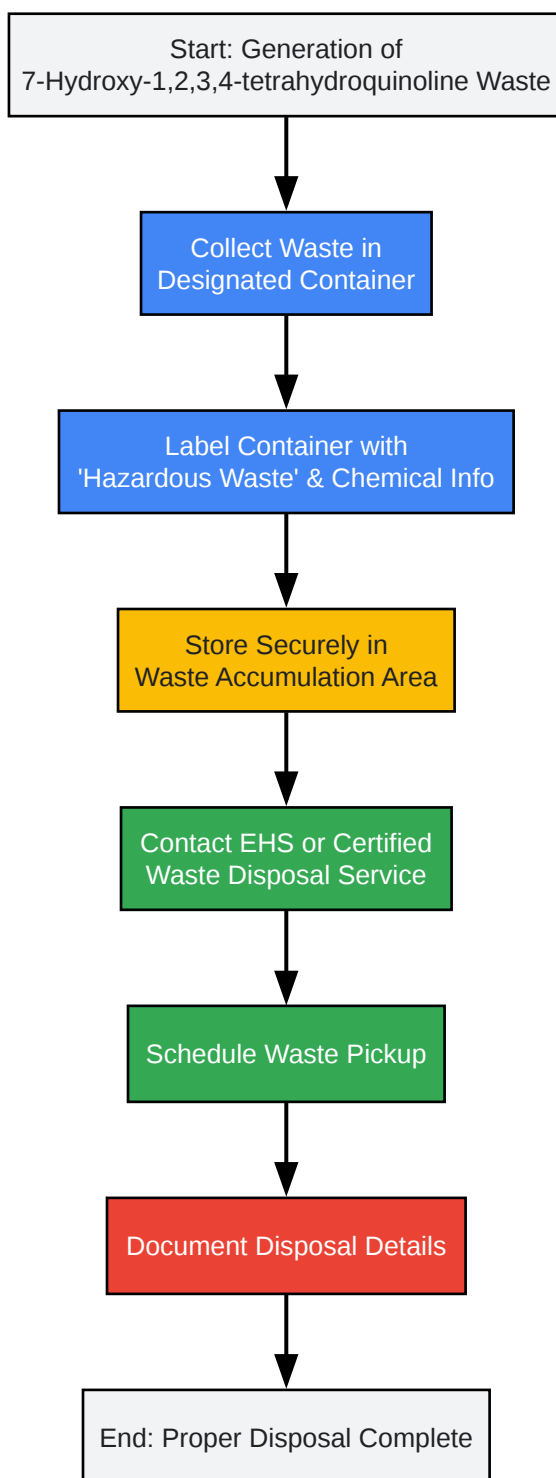 Start: Generation of
7-Hydroxy-1,2,3,4-tetrahydroquinoline Waste
Collect Waste in
Designated Container
Label Container with
'Hazardous Waste' & Chemical Info
Store Securely in
Waste Accumulation Area
Contact EHS or Certified
Waste Disposal Service
Schedule Waste Pickup
Document Disposal Details
End: Proper Disposal Complete